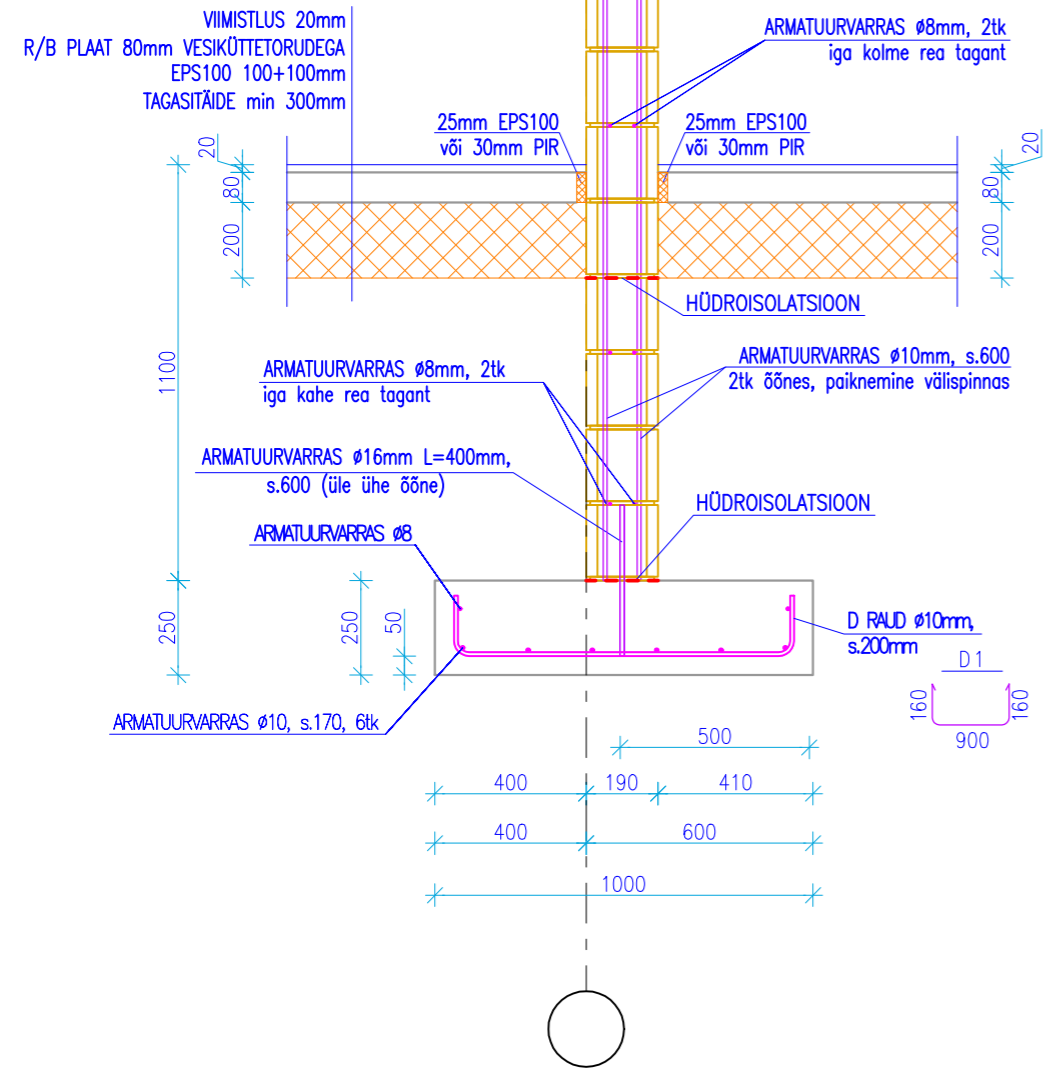 VIIMISTLUS 20mm
R/B PLAAT 80mm VESIKÜTTETORUDEGA
EPS100 100+100mm
TAGASITÄIDE min 300mm
ARMATUURVARRAS ø8mm, 2tk
iga kolme rea tagant
25mm EPS100
või 30mm PIR
25mm EPS100
või 30mm PIR
20
80
200
20
80
200
HÜDROISOLATSIOON
1100
ARMATUURVARRAS ø8mm, 2tk
iga kahe rea tagant
ARMATUURVARRAS ø10mm, s.600
2tk õõnes, paiknemine välispinnas
ARMATUURVARRAS ø16mm L=400mm,
s.600 (üle ühe õõne)
HÜDROISOLATSIOON
ARMATUURVARRAS ø8
250
250
50
D RAUD ø10mm,
s.200mm
D1
160
160
900
ARMATUURVARRAS ø10, s.170, 6tk
500
400
190
410
400
600
1000